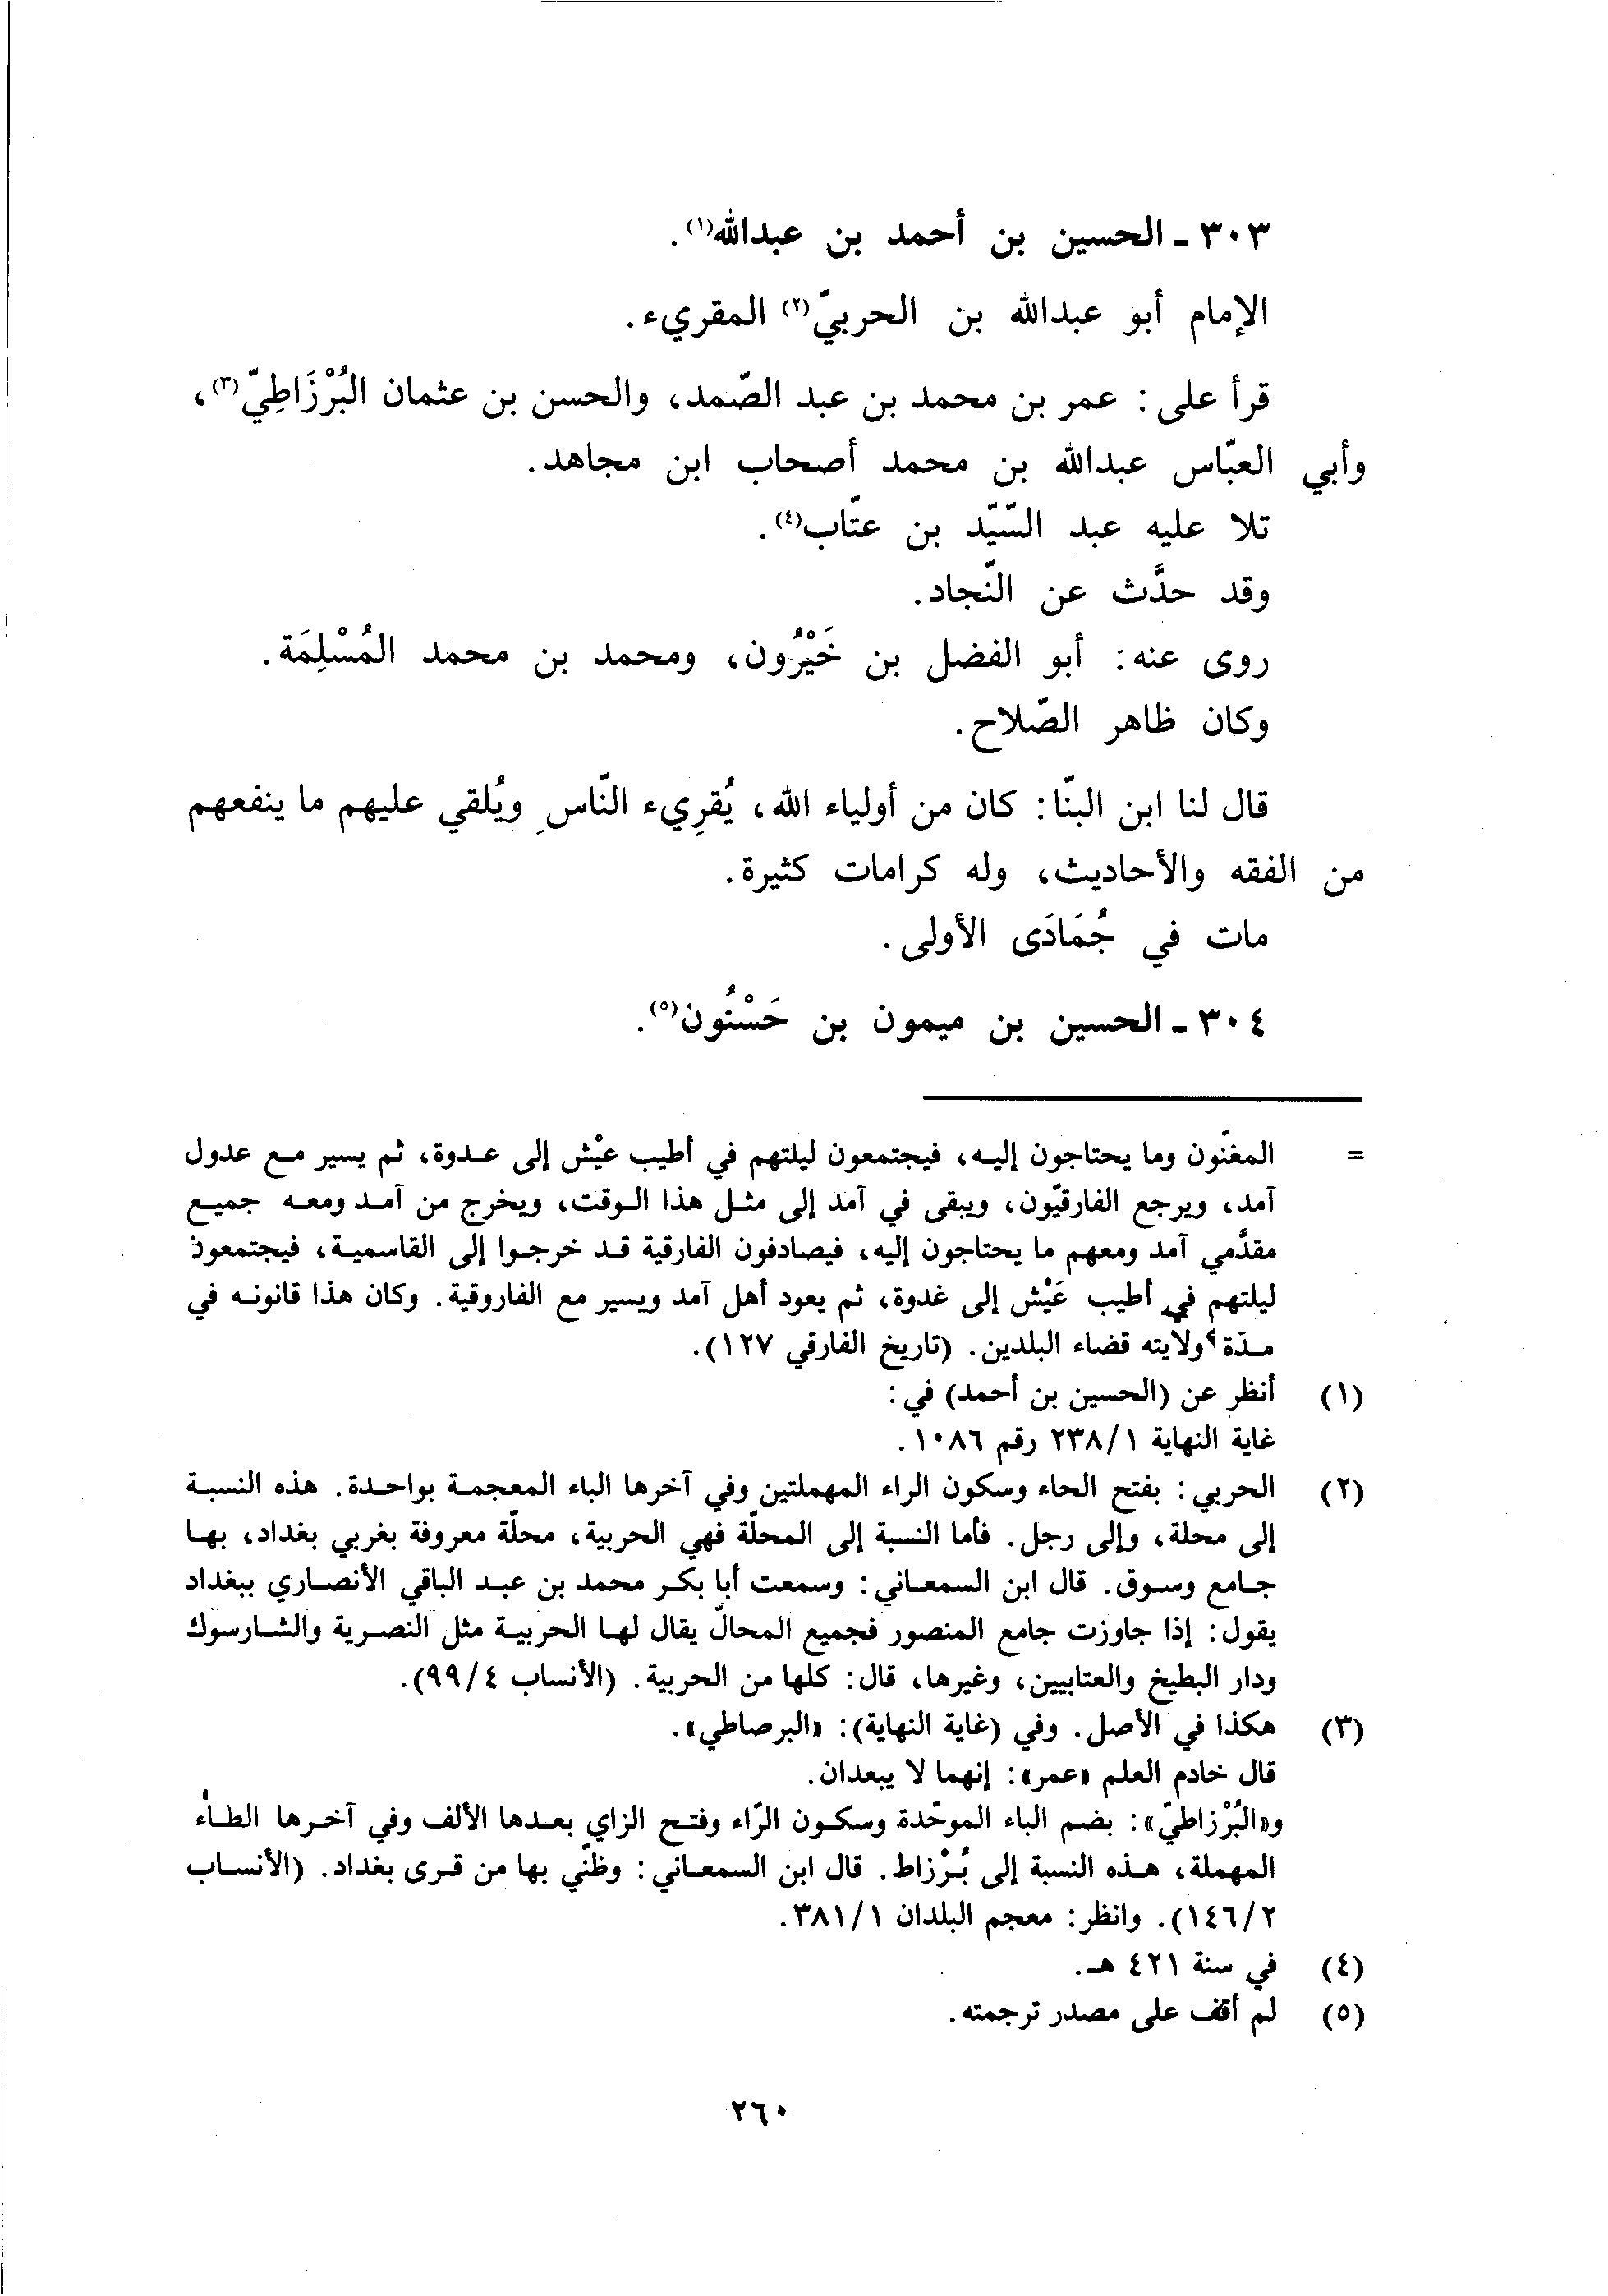 ٣٠٣ ـ الحسين بن أحمد بن عبدالله(١).
الإمام أبو عبدالله بن الحربيّ(٢) المقريء.
قرأ على: عمر بن محمد بن عبد الصّمد، والحسن بن عثمان البُرْزَاطِيّ(٣)،
وأبي العبّاس عبدالله بن محمد أصحاب ابن مجاهد.
تلا عليه عبد السّيّد بن عتّاب(٤).
وقد حدَّث عن النّجاد.
روى عنه: أبو الفضل بن خَيْرُون، ومحمد بن محمد المُسْلِمَة.
وكان ظاهر الصّلاح.
قال لنا ابن البنّا: كان من أولياء الله، يُقرِيء النّاس ويُلقي عليهم ما ينفعهم
من الفقه والأحاديث، وله كرامات كثيرة.
مات في جُمَادَى الأولى.
٣٠٤ ـ الحسين بن ميمون بن حَسْنُون(٥).
= المغنّون وما يحتاجون إليه، فيجتمعون ليلتهم في أطيب عيْش إلى عدوة، ثم يسير مع عدول
آمد، ويرجع الفارقيّون، ويبقى في آمد إلى مثل هذا الوقت، ويخرج من آمد ومعه جميع
مقدَّمي آمد ومعهم ما يحتاجون إليه، فيصادفون الفارقية قد خرجوا إلى القاسمية، فيجتمعون
ليلتهم في أطيب عَيْش إلى غدوة، ثم يعود أهل آمد ويسير مع الفاروقية. وكان هذا قانونه في
مدّة ولايته قضاء البلدين. (تاريخ الفارقي ١٢٧).
(١) أنظر عن (الحسين بن أحمد) في:
غاية النهاية ٢٣٨/١ رقم ١٠٨٦.
(٢) الحربي: بفتح الحاء وسكون الراء المهملتين وفي آخرها الباء المعجمة بواحدة. هذه النسبة
إلى محلة، وإلى رجل. فأما النسبة إلى المحلّة فهي الحربية، محلّة معروفة بغربي بغداد، بها
جامع وسوق. قال ابن السمعاني: وسمعت أبا بكر محمد بن عبد الباقي الأنصاري ببغداد
يقول: إذا جاوزت جامع المنصور فجميع المحالّ يقال لها الحربية مثل النصرية والشارسوك
ودار البطيخ والعتابيين، وغيرها، قال: كلها من الحربية. (الأنساب ٩٩/٤).
(٣) هكذا في الأصل. وفي (غاية النهاية): «البرصاطي».
قال خادم العلم «عمر»: إنهما لا يبعدان.
و«البُرْزاطيّ»: بضم الباء الموحّدة وسكون الرّاء وفتح الزاي بعدها الألف وفي آخرها الطاء
المهملة، هذه النسبة إلى بُرْزاط. قال ابن السمعاني: وظنّي بها من قرى بغداد. (الأنساب
١٤٦/٢). وانظر: معجم البلدان ٣٨١/١.
(٤) في سنة ٤٢١ هـ.
(٥) لم أقف على مصدر ترجمته.
٢٦٠